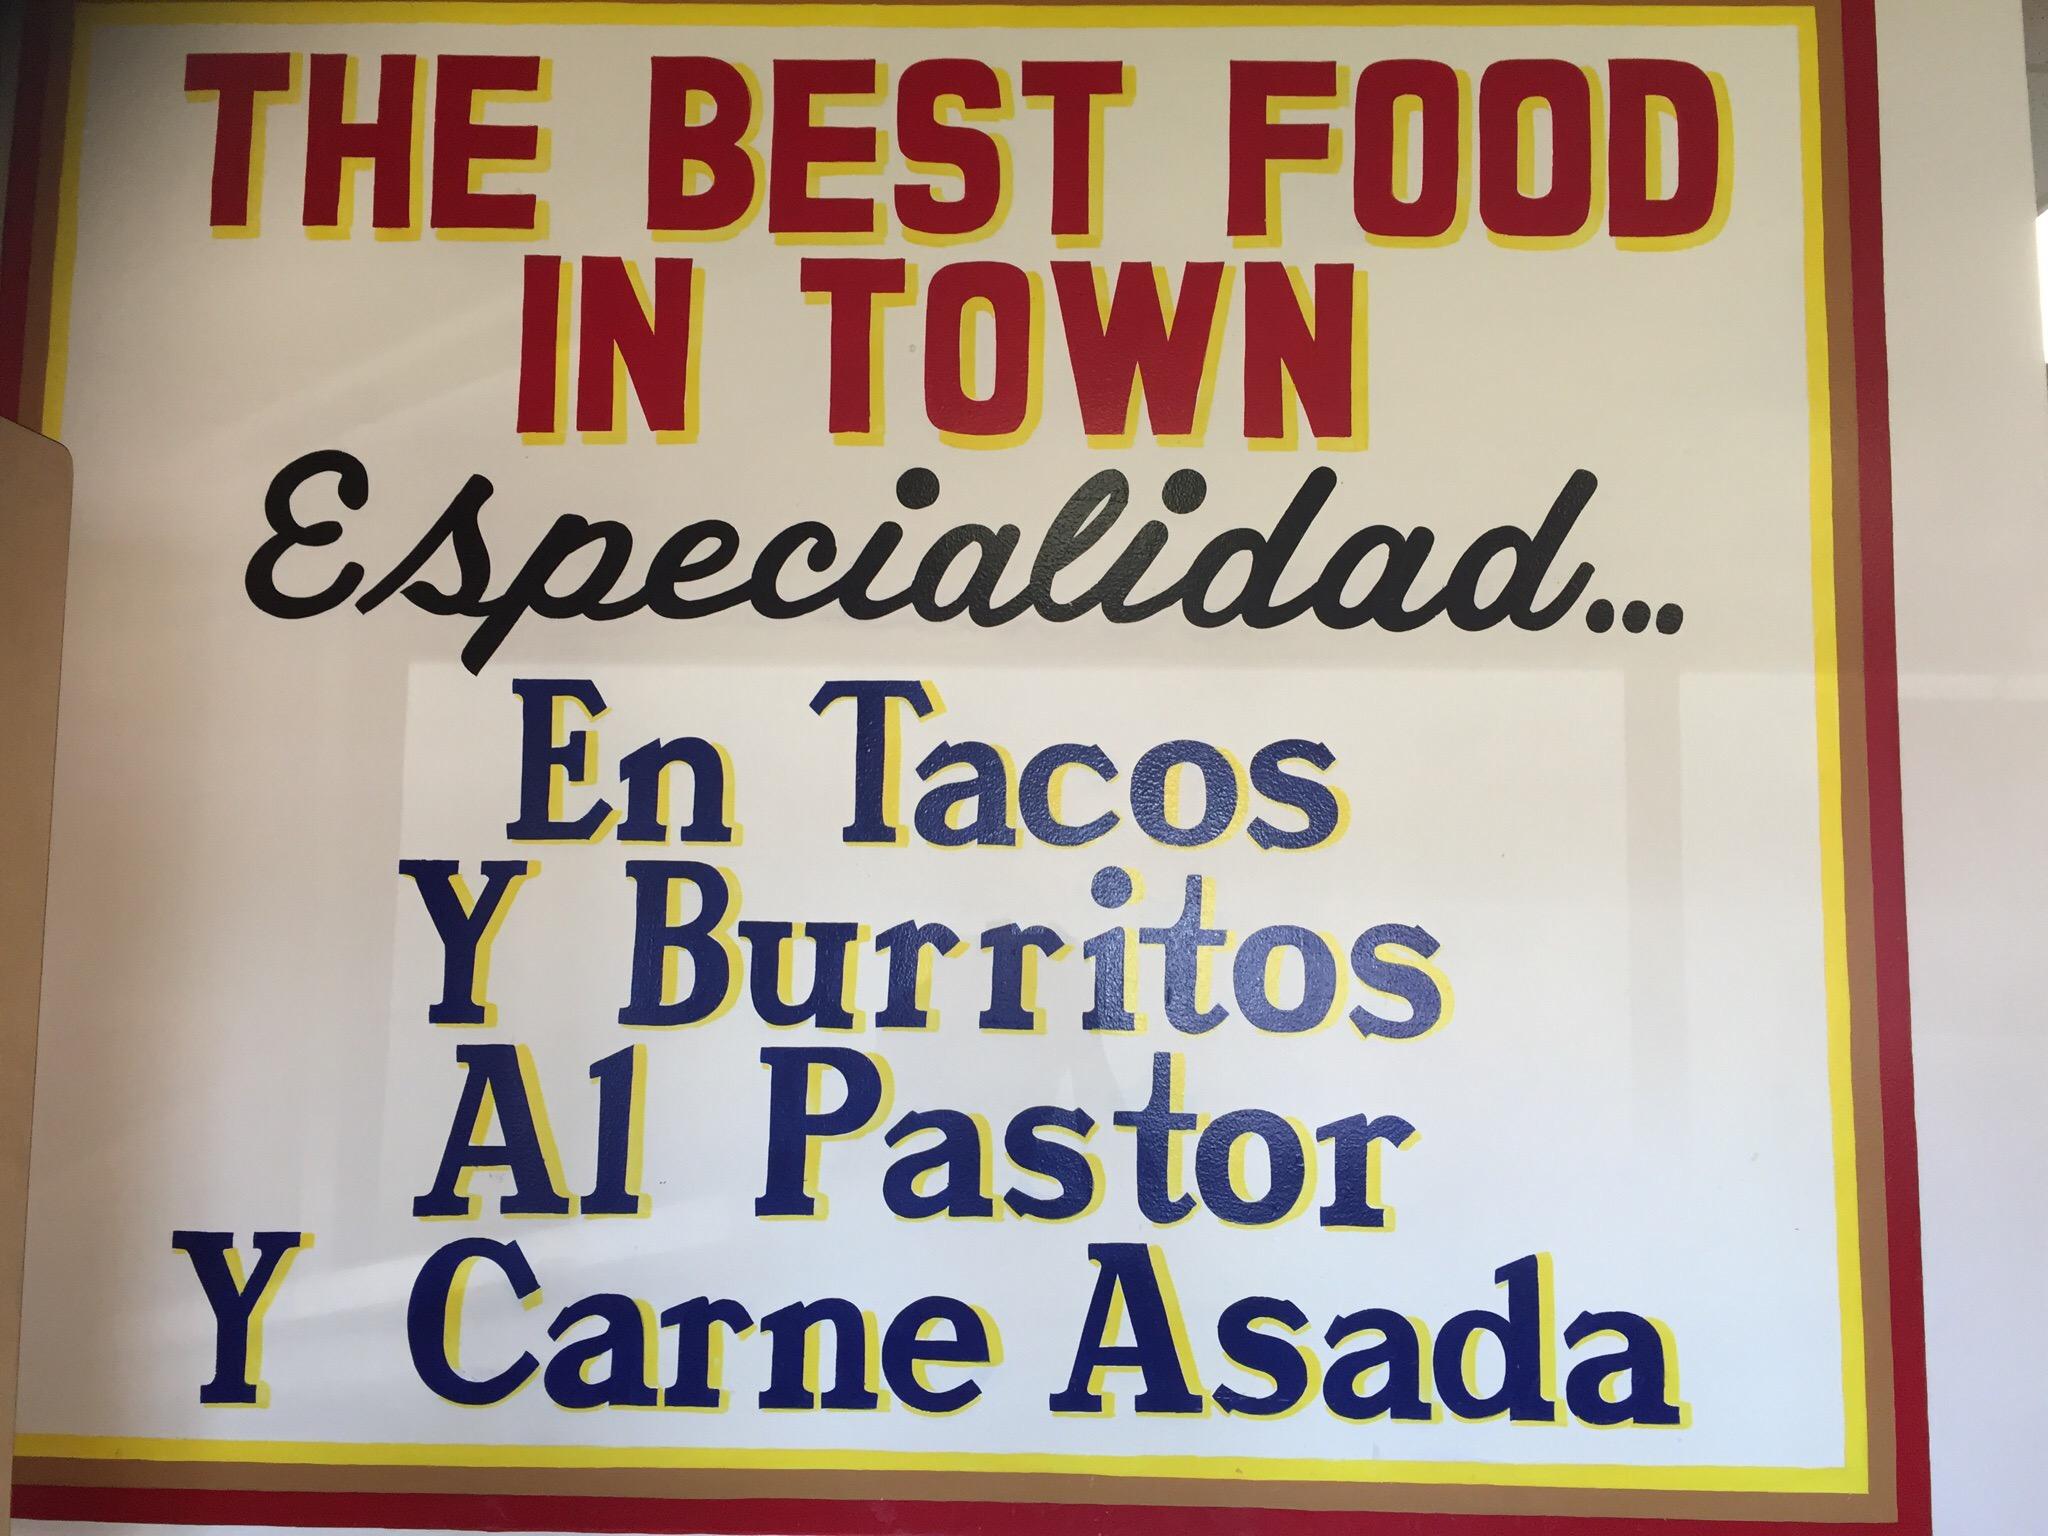 THE BEST FOOD
IN TOWN
Especialidad...
En Tacos
Y Burritos
Al Pastor
Y Carne Asada